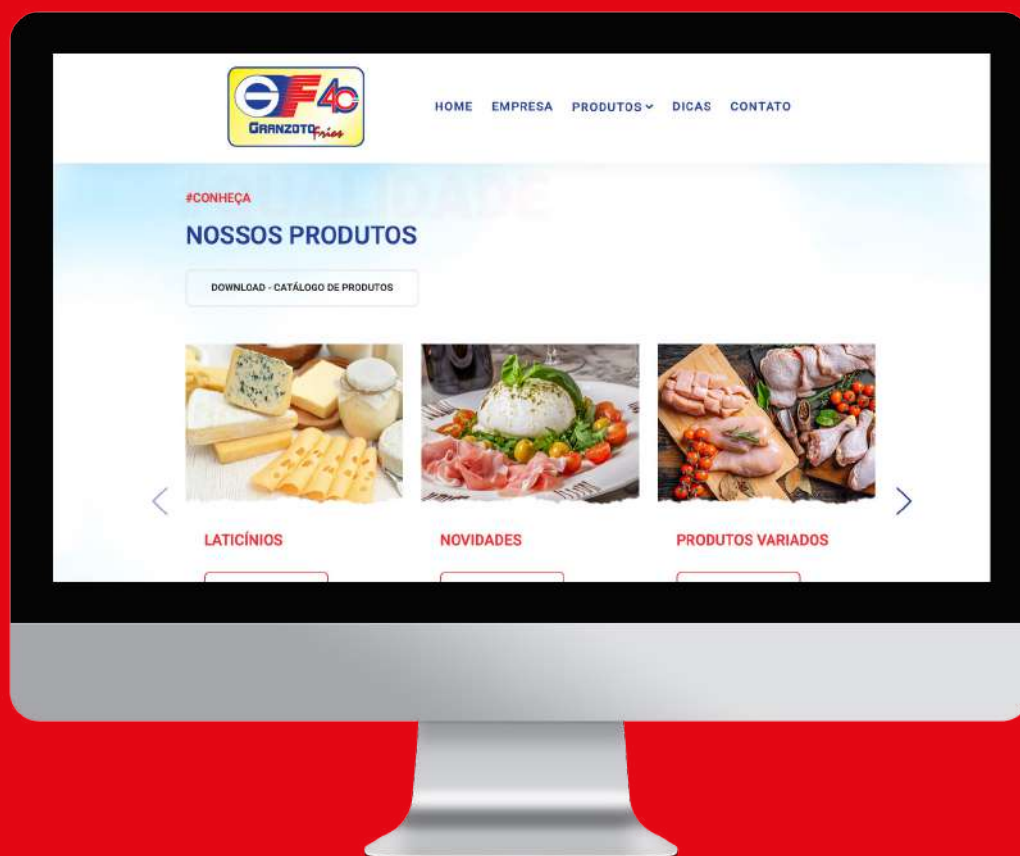 GF 40
GRANZOTO Frios
HOME EMPRESA PRODUTOS DICAS CONTATO
QUALIDADE
#CONHEÇA
NOSSOS PRODUTOS
DOWNLOAD - CATÁLOGO DE PRODUTOS
LATICÍNIOS NOVIDADES PRODUTOS VARIADOS